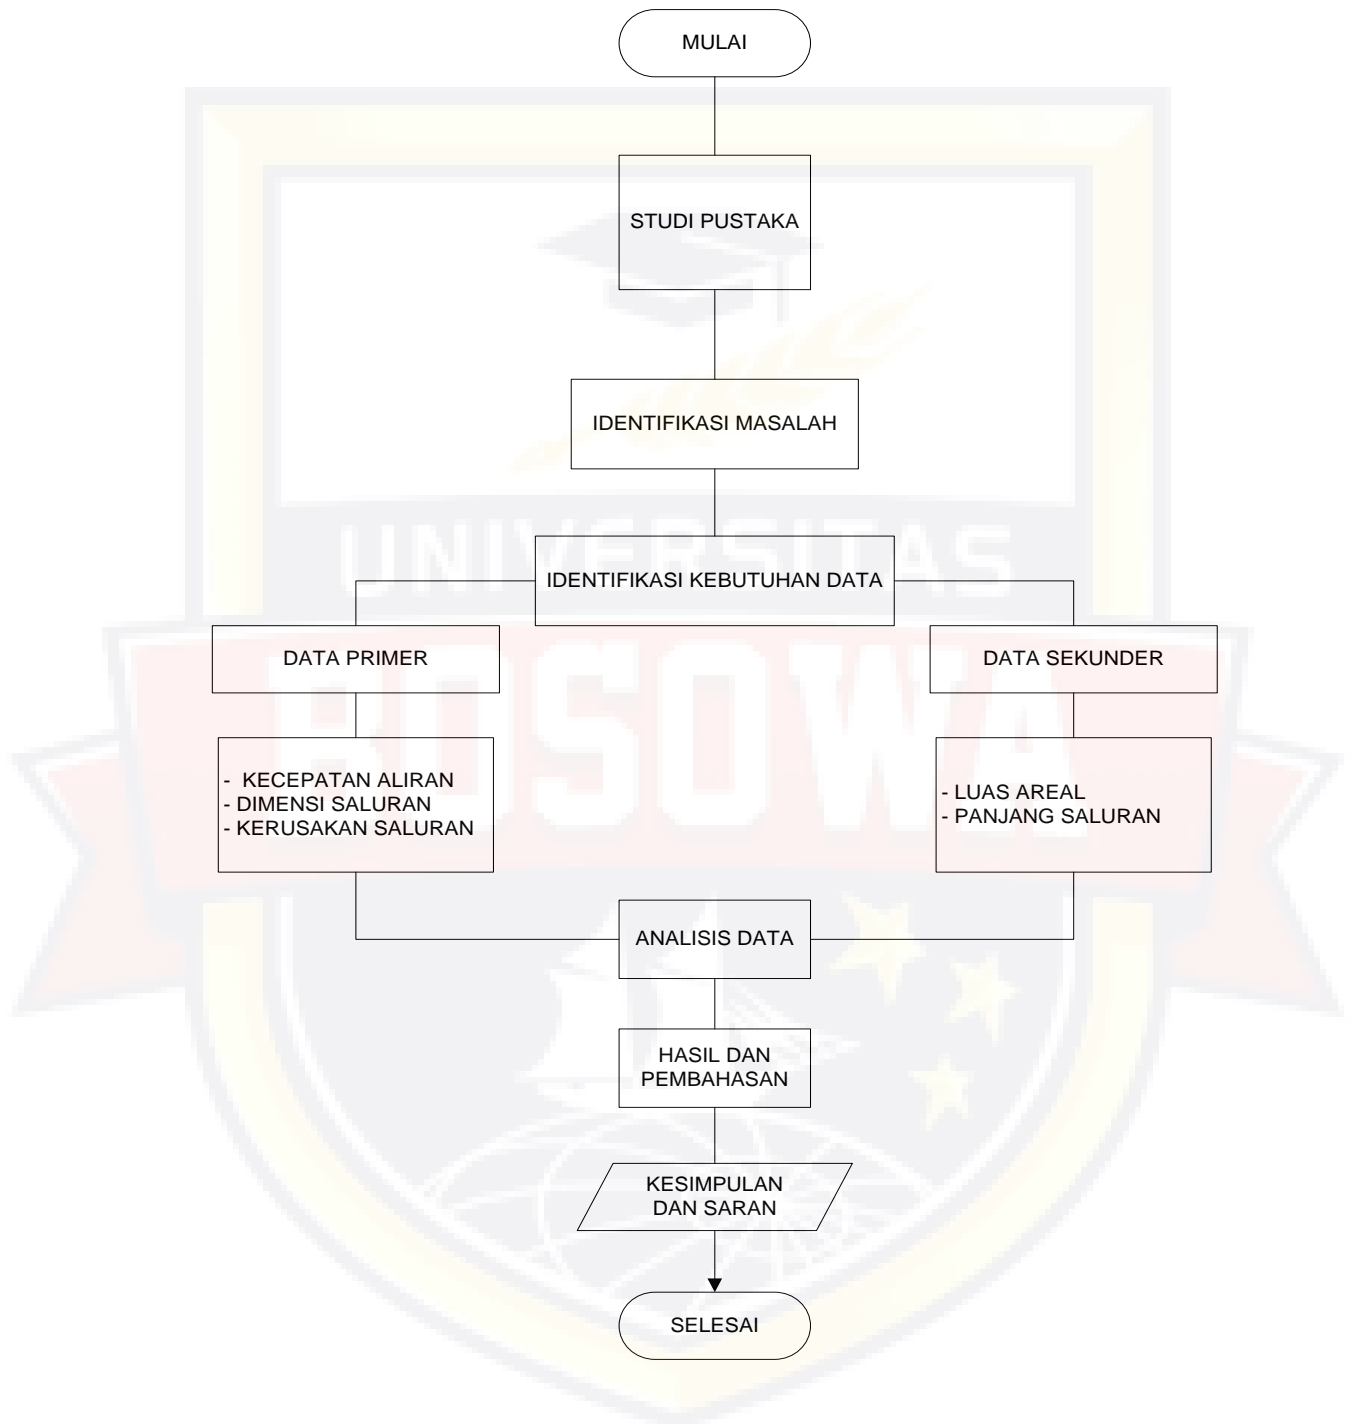 MULAI
STUDI PUSTAKA
IDENTIFIKASI MASALAH
UNIVERSITAS
IDENTIFIKASI KEBUTUHAN DATA
BOSOWA
DATA PRIMER
DATA SEKUNDER
- KECEPATAN ALIRAN
- DIMENSI SALURAN
- KERUSAKAN SALURAN
- LUAS AREAL
- PANJANG SALURAN
ANALISIS DATA
HASIL DAN
PEMBAHASAN
KESIMPULAN
DAN SARAN
SELESAI